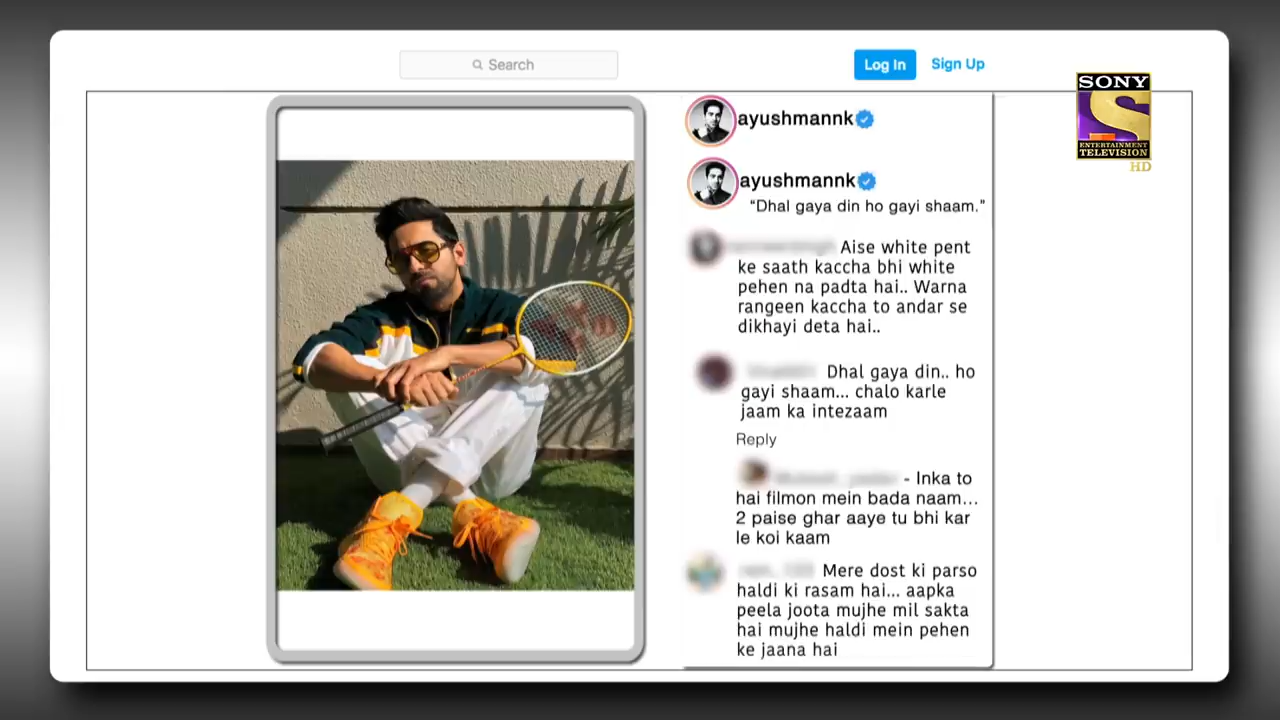 Search
Log In
Sign Up
SONY
S
ENTERTAINMENT
TELEVISION
HD
ayushmannk
ayushmannk
“Dhal gaya din ho gayi shaam.”
Aise white pent
ke saath kaccha bhi white
pehen na padta hai.. Warna
rangeen kaccha to andar se
dikhayi deta hai..
Dhal gaya din.. ho
gayi shaam... chalo karle
jaam ka intezaam
Reply
- Inka to
hai filmon mein bada naam...
2 paise ghar aaye tu bhi kar
le koi kaam
Mere dost ki parso
haldi ki rasam hai... aapka
peela joota mujhe mil sakta
hai mujhe haldi mein pehen
ke jaana hai